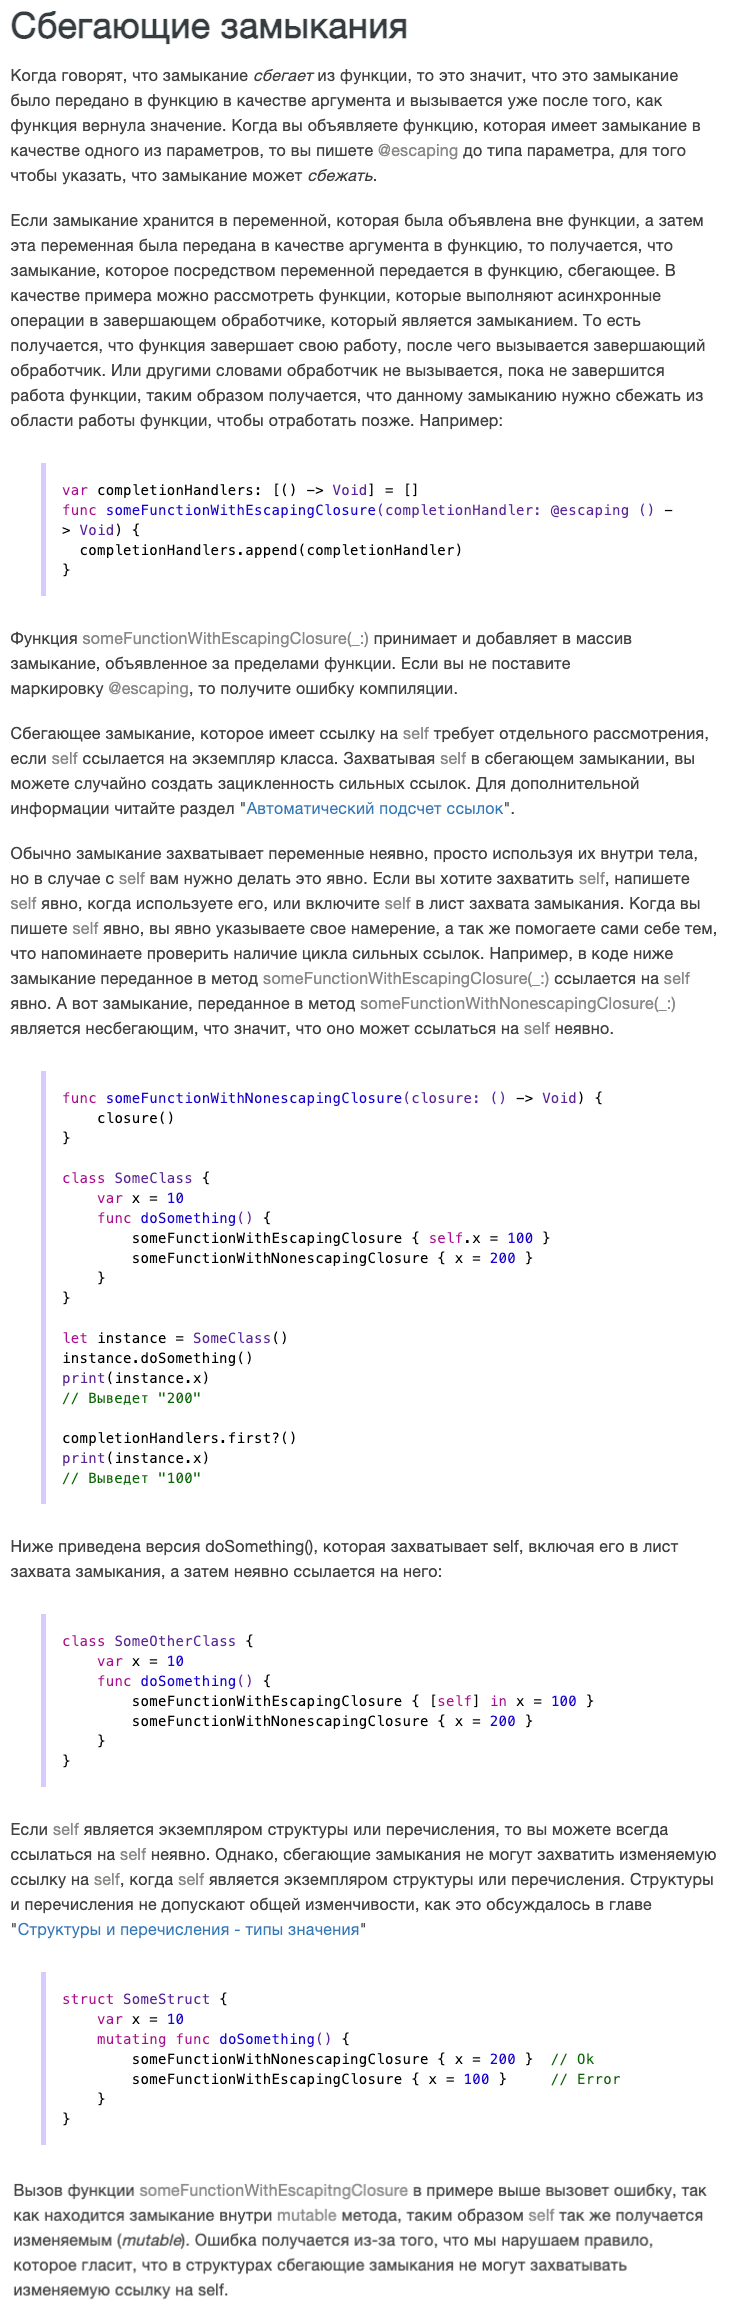 Сбегающие замыкания
Когда говорят, что замыкание сбегает из функции, то это значит, что это замыкание
было передано в функцию в качестве аргумента и вызывается уже после того, как
функция вернула значение. Когда вы объявляете функцию, которая имеет замыкание в
качестве одного из параметров, то вы пишете @escaping до типа параметра, для того
чтобы указать, что замыкание может сбежать.
Если замыкание хранится в переменной, которая была объявлена вне функции, а затем
эта переменная была передана в качестве аргумента в функцию, то получается, что
замыкание, которое посредством переменной передается в функцию, сбегающее. В
качестве примера можно рассмотреть функции, которые выполняют асинхронные
операции в завершающем обработчике, который является замыканием. То есть
получается, что функция завершает свою работу, после чего вызывается завершающий
обработчик. Или другими словами обработчик не вызывается, пока не завершится
работа функции, таким образом получается, что данному замыканию нужно сбежать из
области работы функции, чтобы отработать позже. Например:
var completionHandlers: [() -> Void] = []
func someFunctionWithEscapingClosure(completionHandler: @escaping () -
> Void) {
  completionHandlers.append(completionHandler)
}
Функция someFunctionWithEscapingClosure(_:) принимает и добавляет в массив
замыкание, объявленное за пределами функции. Если вы не поставите
маркировку @escaping, то получите ошибку компиляции.
Сбегающее замыкание, которое имеет ссылку на self требует отдельного рассмотрения,
если self ссылается на экземпляр класса. Захватывая self в сбегающем замыкании, вы
можете случайно создать зацикленность сильных ссылок. Для дополнительной
информации читайте раздел "Автоматический подсчет ссылок".
Обычно замыкание захватывает переменные неявно, просто используя их внутри тела,
но в случае с self вам нужно делать это явно. Если вы хотите захватить self, напишете
self явно, когда используете его, или включите self в лист захвата замыкания. Когда вы
пишете self явно, вы явно указываете свое намерение, а так же помогаете сами себе тем,
что напоминаете проверить наличие цикла сильных ссылок. Например, в коде ниже
замыкание переданное в метод someFunctionWithEscapingClosure(_:) ссылается на self
явно. А вот замыкание, переданное в метод someFunctionWithNonescapingClosure(_:)
является несбегающим, что значит, что оно может ссылаться на self неявно.
func someFunctionWithNonescapingClosure(closure: () -> Void) {
    closure()
}
class SomeClass {
    var x = 10
    func doSomething() {
        someFunctionWithEscapingClosure { self.x = 100 }
        someFunctionWithNonescapingClosure { x = 200 }
    }
}
let instance = SomeClass()
instance.doSomething()
print(instance.x)
// Выведет "200"
completionHandlers.first?()
print(instance.x)
// Выведет "100"
Ниже приведена версия doSomething(), которая захватывает self, включая его в лист
захвата замыкания, а затем неявно ссылается на него:
class SomeOtherClass {
    var x = 10
    func doSomething() {
        someFunctionWithEscapingClosure { [self] in x = 100 }
        someFunctionWithNonescapingClosure { x = 200 }
    }
}
Если self является экземпляром структуры или перечисления, то вы можете всегда
ссылаться на self неявно. Однако, сбегающие замыкания не могут захватить изменяемую
ссылку на self, когда self является экземпляром структуры или перечисления. Структуры
и перечисления не допускают общей изменчивости, как это обсуждалось в главе
"Структуры и перечисления - типы значения"
struct SomeStruct {
    var x = 10
    mutating func doSomething() {
        someFunctionWithNonescapingClosure { x = 200 }  // Ok
        someFunctionWithEscapingClosure { x = 100 }     // Error
    }
}
Вызов функции someFunctionWithEscapitngClosure в примере выше вызовет ошибку, так
как находится замыкание внутри mutable метода, таким образом self так же получается
изменяемым (mutable). Ошибка получается из-за того, что мы нарушаем правило,
которое гласит, что в структурах сбегающие замыкания не могут захватывать
изменяемую ссылку на self.